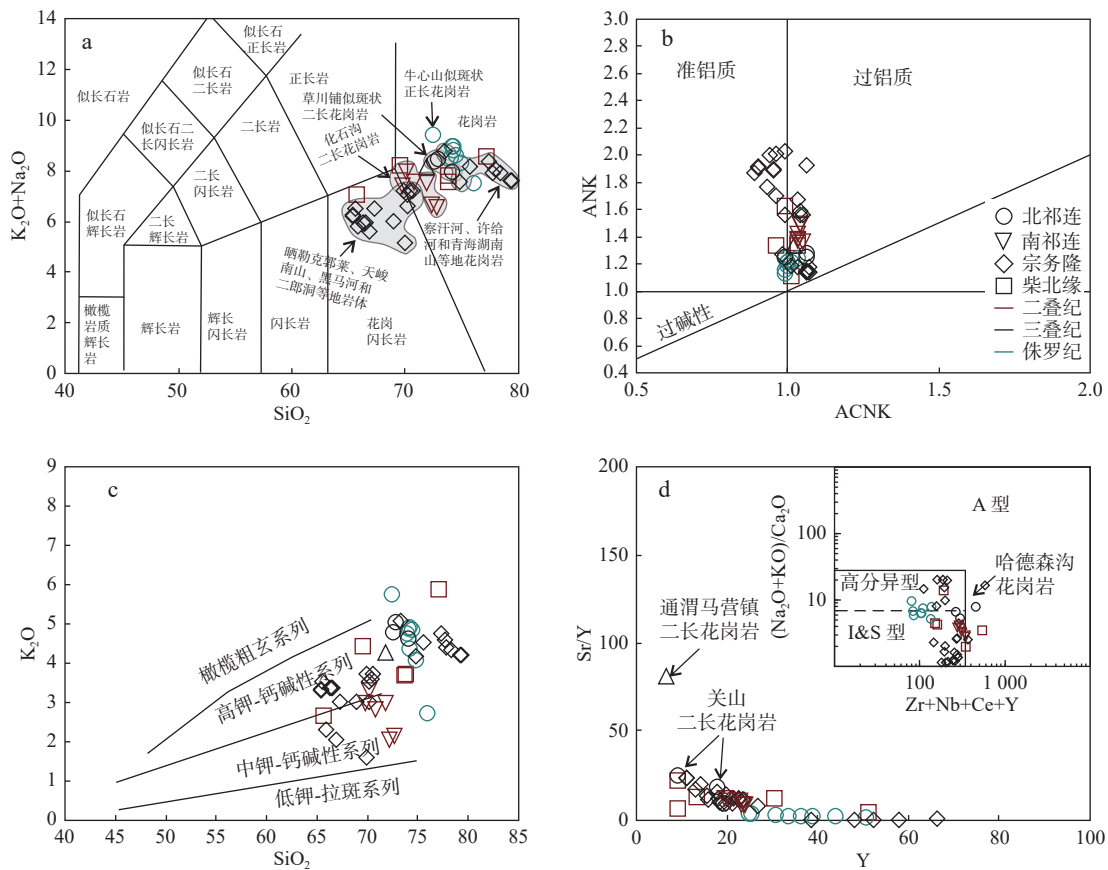 a
14
12
10
8
6
4
2
0
K₂O+Na₂O
40
50
60
70
80
SiO₂
似长石
正长岩
似长石
二长岩
正长岩
似长石岩
似长石二
长闪长岩
二长岩
二长
闪长岩
似长石
辉长岩
二长
辉长岩
橄榄
岩质
辉长
岩
辉长岩
辉长
闪长岩
闪长岩
花岗
闪长岩
花岗岩
牛心山似斑状
正长花岗岩
草川铺似斑状
二长花岗岩
化石沟
二长花岗岩
察汗河、许给
河和青海湖南
山等地花岗岩
晒勒克郭莱、天峻
南山、黑马河和
二郎洞等地岩体
b
3.0
2.8
2.6
2.4
2.2
2.0
1.8
1.6
1.4
1.2
1.0
0.8
0.6
0.4
ANK
0.5
1.0
1.5
2.0
ACNK
准铝质
过铝质
过碱性
北祁连
南祁连
宗务隆
柴北缘
二叠纪
三叠纪
侏罗纪
c
9
8
7
6
5
4
3
2
1
0
K₂O
45
50
55
60
65
70
75
80
85
SiO₂
橄榄粗玄系列
高钾-钙碱性系列
中钾-钙碱性系列
低钾-拉斑系列
d
200
150
100
50
0
Sr/Y
0
20
40
60
80
100
Y
通渭马营镇
二长花岗岩
关山
二长花岗岩
(Na₂O+KO)/Ca₂O
100
10
100
1 000
Zr+Nb+Ce+Y
A 型
高分异型
I&S 型
哈德森沟
花岗岩